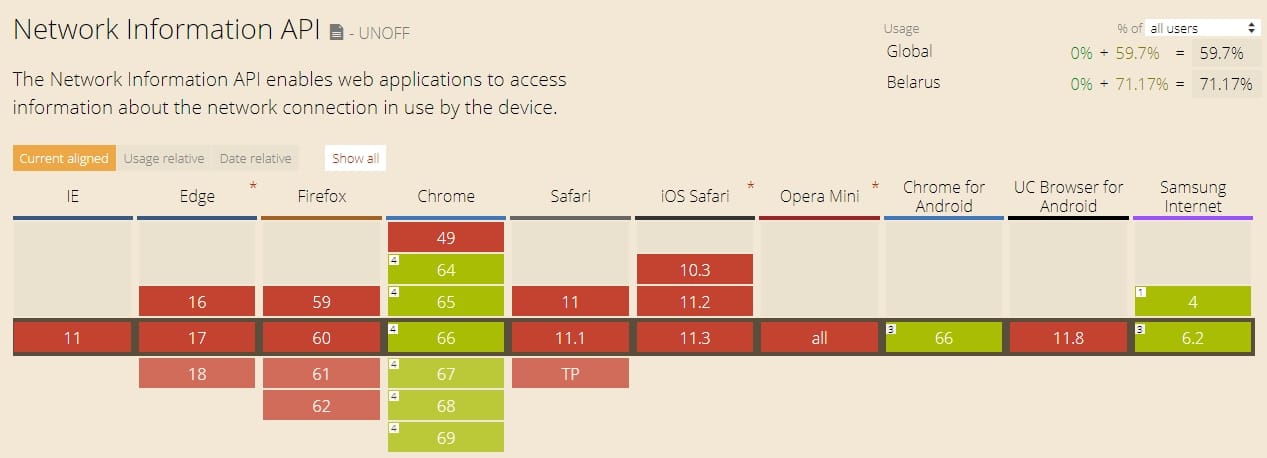 Network Information API - UNOFF
Usage % of all users
Global 0% + 59.7% = 59.7%
Belarus 0% + 71.17% = 71.17%
The Network Information API enables web applications to access
information about the network connection in use by the device.
Current aligned Usage relative Date relative Show all
IE Edge * Firefox Chrome Safari iOS Safari * Opera Mini * Chrome for Android UC Browser for Android Samsung Internet
49
4 64 10.3
16 59 4 65 11 11.2 1 4
11 17 60 4 66 11.1 11.3 all 3 66 11.8 3 6.2
18 61 4 67 TP
62 4 68
4 69